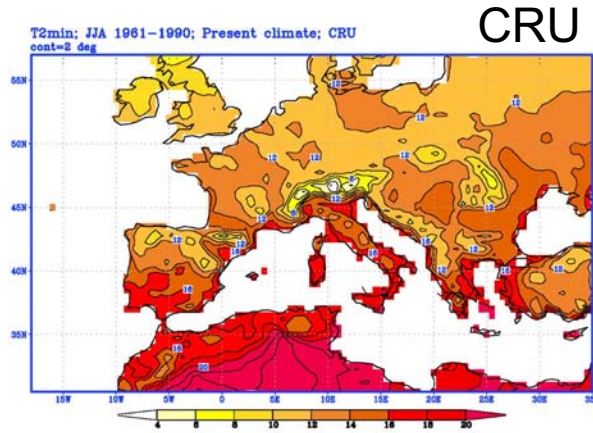 CRU
T2min; JJA 1961−1990; Present climate; CRU
cont=2 deg
55N
50N
45N
40N
35N
15W 10W 5W 0 5E 10E 15E 20E 25E 30E
4 6 8 10 12 14 16 18 20